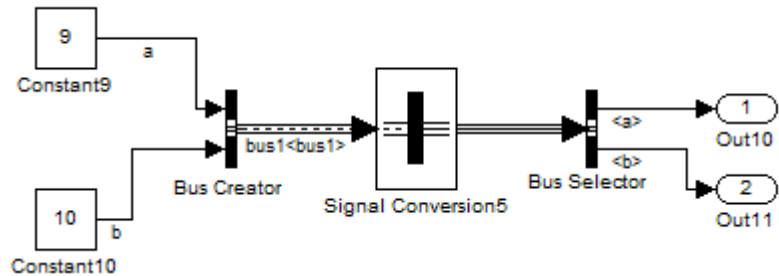 9
Constant9
a
10
Constant10
b
Bus Creator
bus1<bus1>
Signal Conversion5
Bus Selector
<a>
<b>
1
Out10
2
Out11